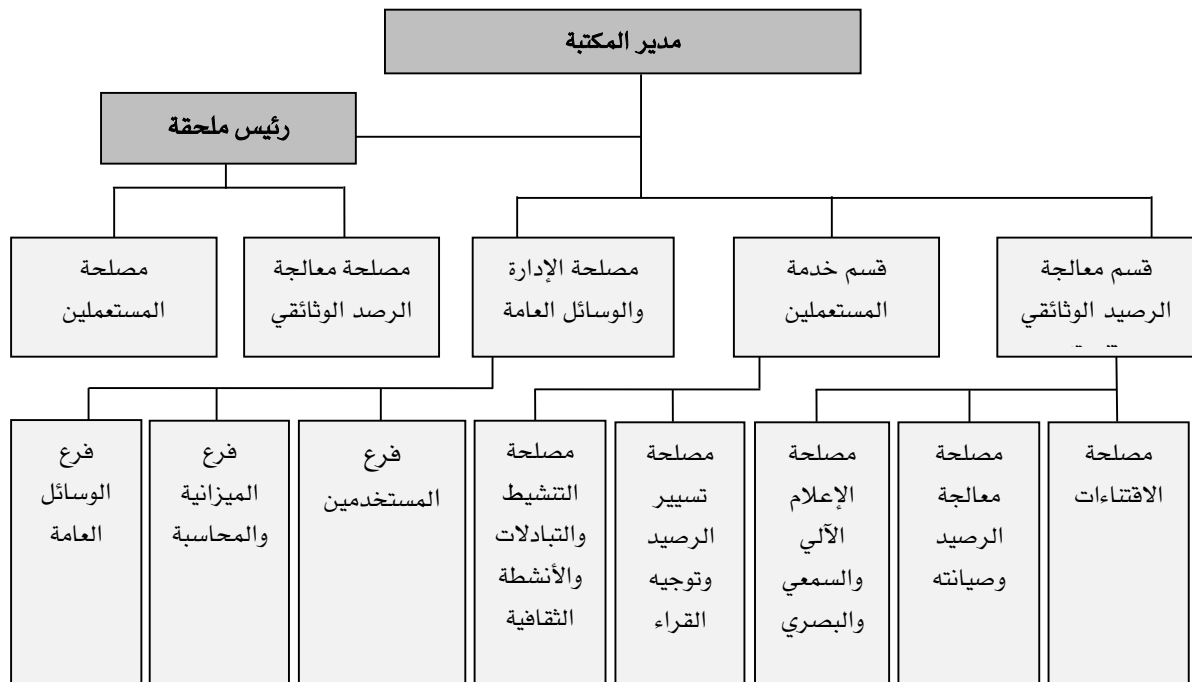 مدير المكتبة
رئيس ملحقة
قسم معالجة
الرصيد الوثائقي
قسم خدمة
المستعملين
مصلحة الإدارة
والوسائل العامة
مصلحة معالجة
الرصد الوثائقي
مصلحة
المستعملين
مصلحة
الاقتناءات
مصلحة
معالجة
الرصيد
وصيانته
مصلحة
الإعلام
الآلي
والسمعي
والبصري
مصلحة
تسيير
الرصيد
وتوجيه
القراء
مصلحة
التنشيط
والتبادلات
والأنشطة
الثقافية
فرع
المستخدمين
فرع
الميزانية
والمحاسبة
فرع
الوسائل
العامة